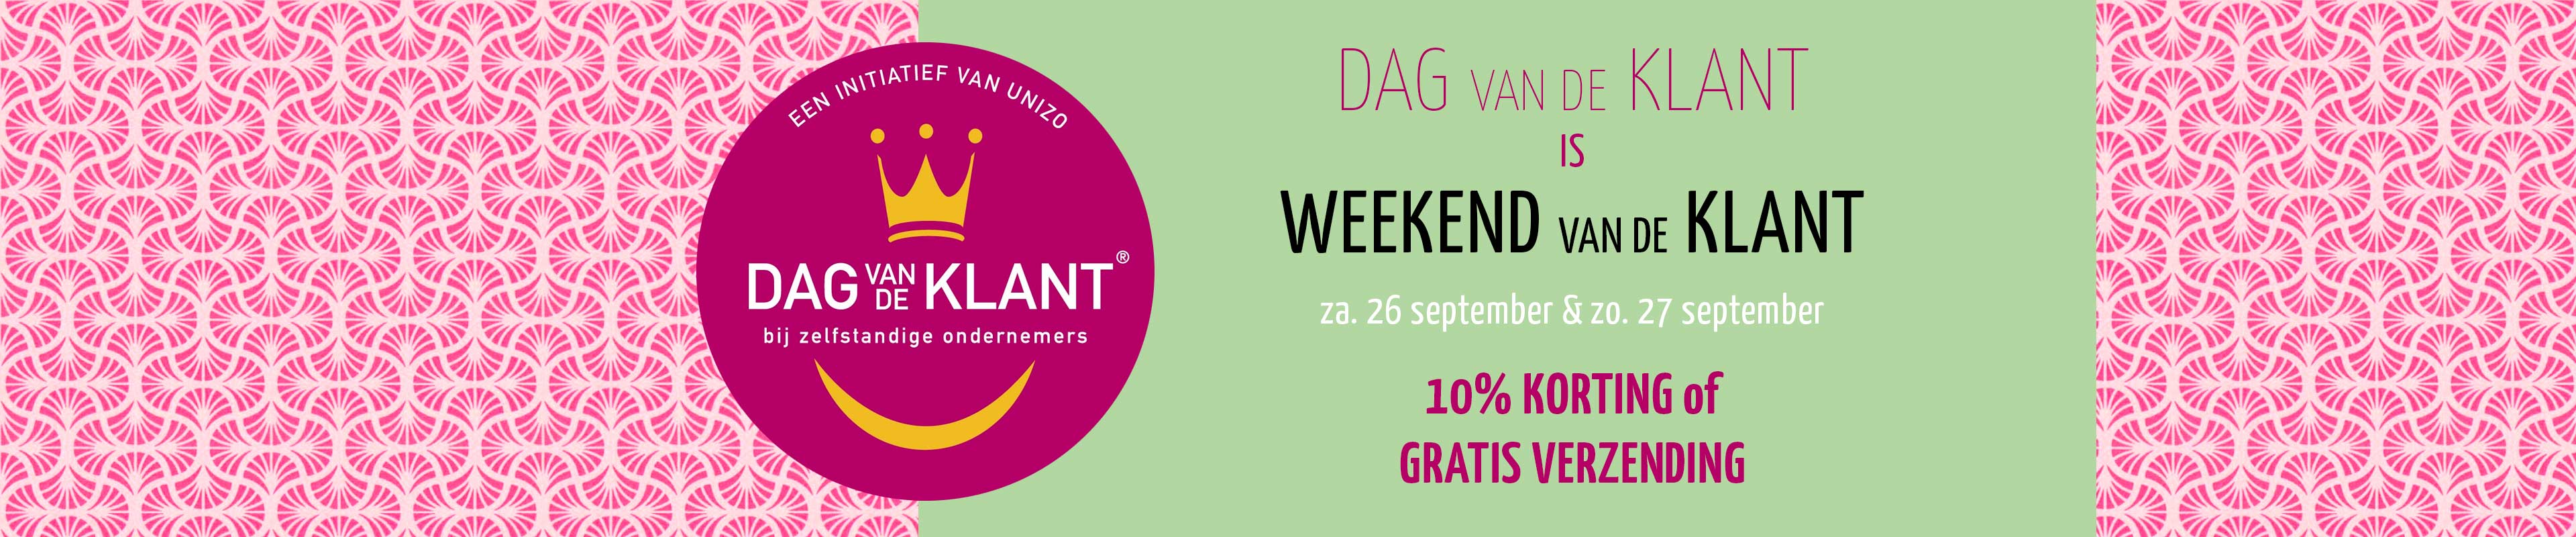 EEN INITIATIEF VAN UNIZO
DAG VAN DE KLANT®
bij zelfstandige ondernemers
DAG VAN DE KLANT
IS
WEEKEND VAN DE KLANT
za. 26 september & zo. 27 september
10% KORTING of
GRATIS VERZENDING